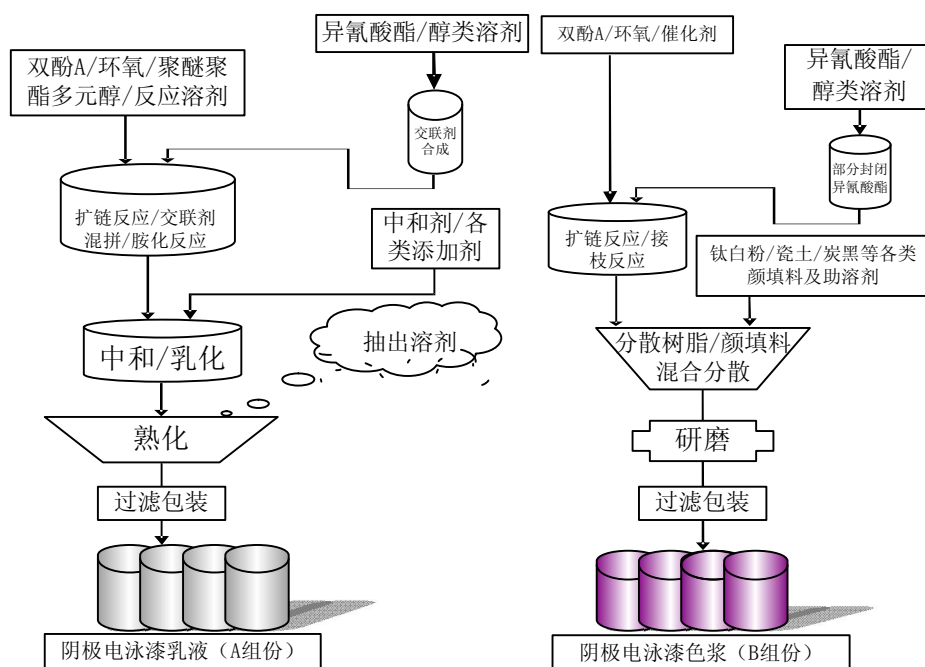 异氰酸酯/醇类溶剂
双酚A/环氧/聚醚聚
酯多元醇/反应溶剂
交联剂
合成
扩链反应/交联剂
混拼/胺化反应
中和剂/各
类添加剂
抽出溶剂
中和/乳化
熟化
过滤包装
阴极电泳漆乳液（A组份）
双酚A/环氧/催化剂
异氰酸酯/
醇类溶剂
部分封闭
异氰酸酯
扩链反应/接
枝反应
钛白粉/瓷土/炭黑等各类
颜填料及助溶剂
分散树脂/颜填料
混合分散
研磨
过滤包装
阴极电泳漆色浆（B组份）